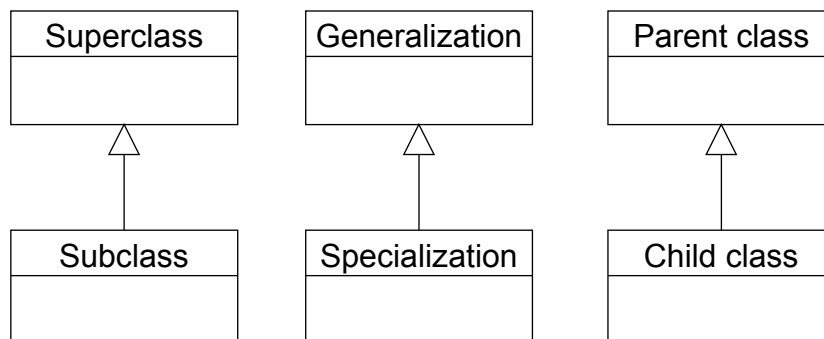 Superclass
Generalization
Parent class
Subclass
Specialization
Child class